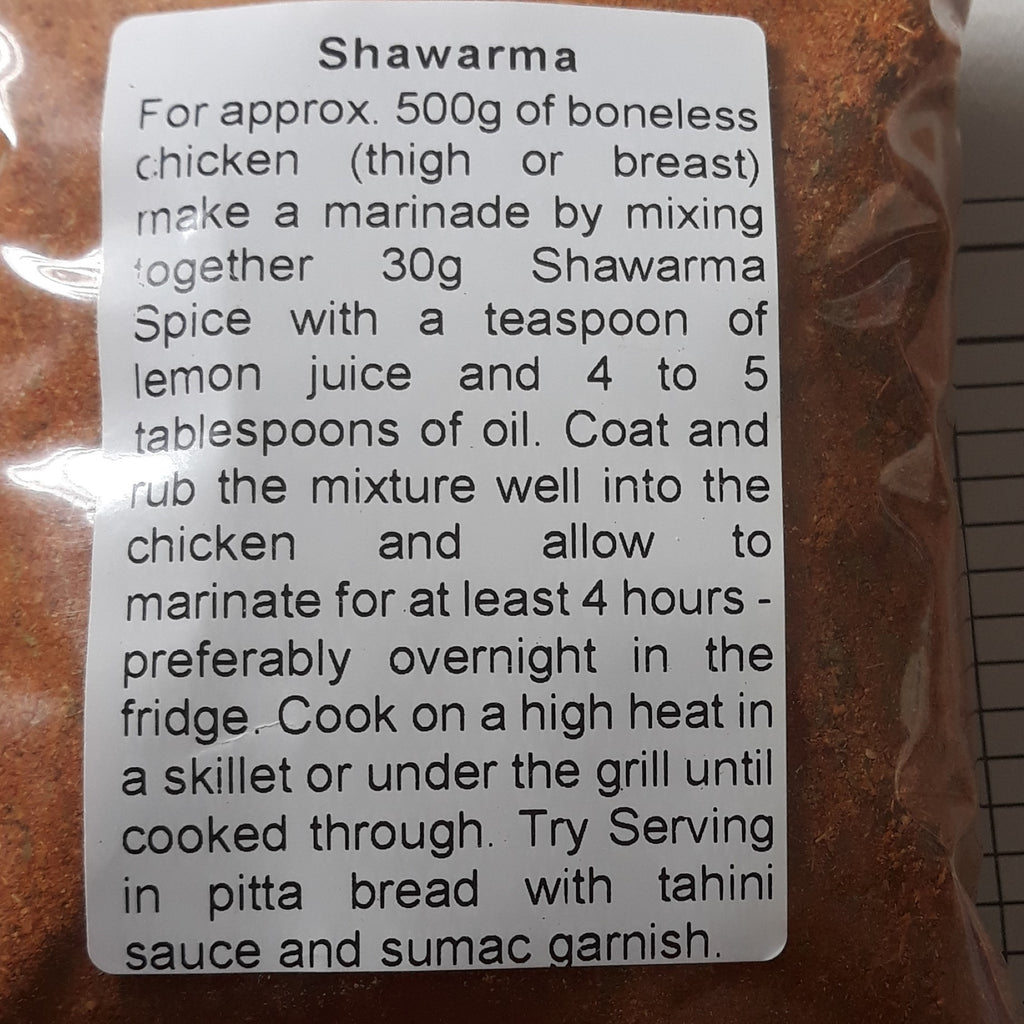 Shawarma
For approx. 500g of boneless
chicken (thigh or breast)
make a marinade by mixing
together 30g Shawarma
Spice with a teaspoon of
lemon juice and 4 to 5
tablespoons of oil. Coat and
rub the mixture well into the
chicken and allow to
marinate for at least 4 hours -
preferably overnight in the
fridge. Cook on a high heat in
a skillet or under the grill until
cooked through. Try Serving
in pitta bread with tahini
sauce and sumac garnish.